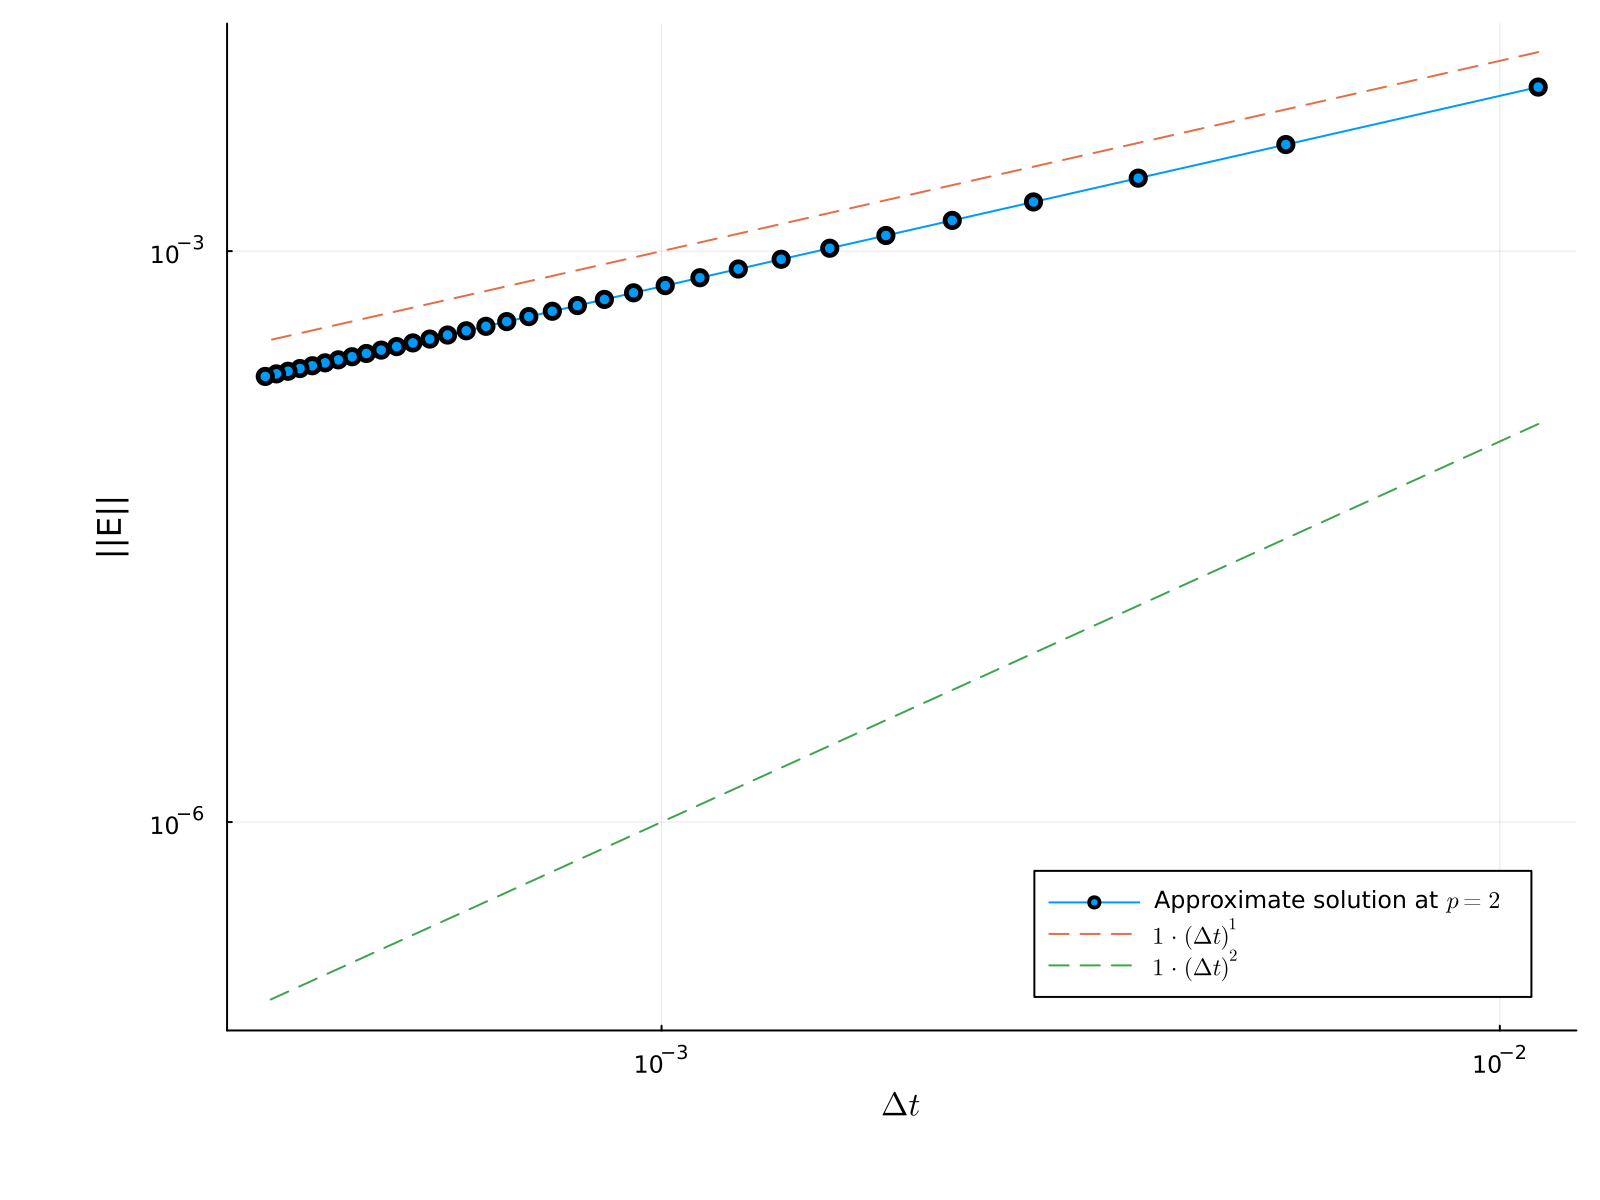 ||E||
10⁻³
10⁻⁶
10⁻³
10⁻²
Δt
Approximate solution at p = 2
1 · (Δt)¹
1 · (Δt)²